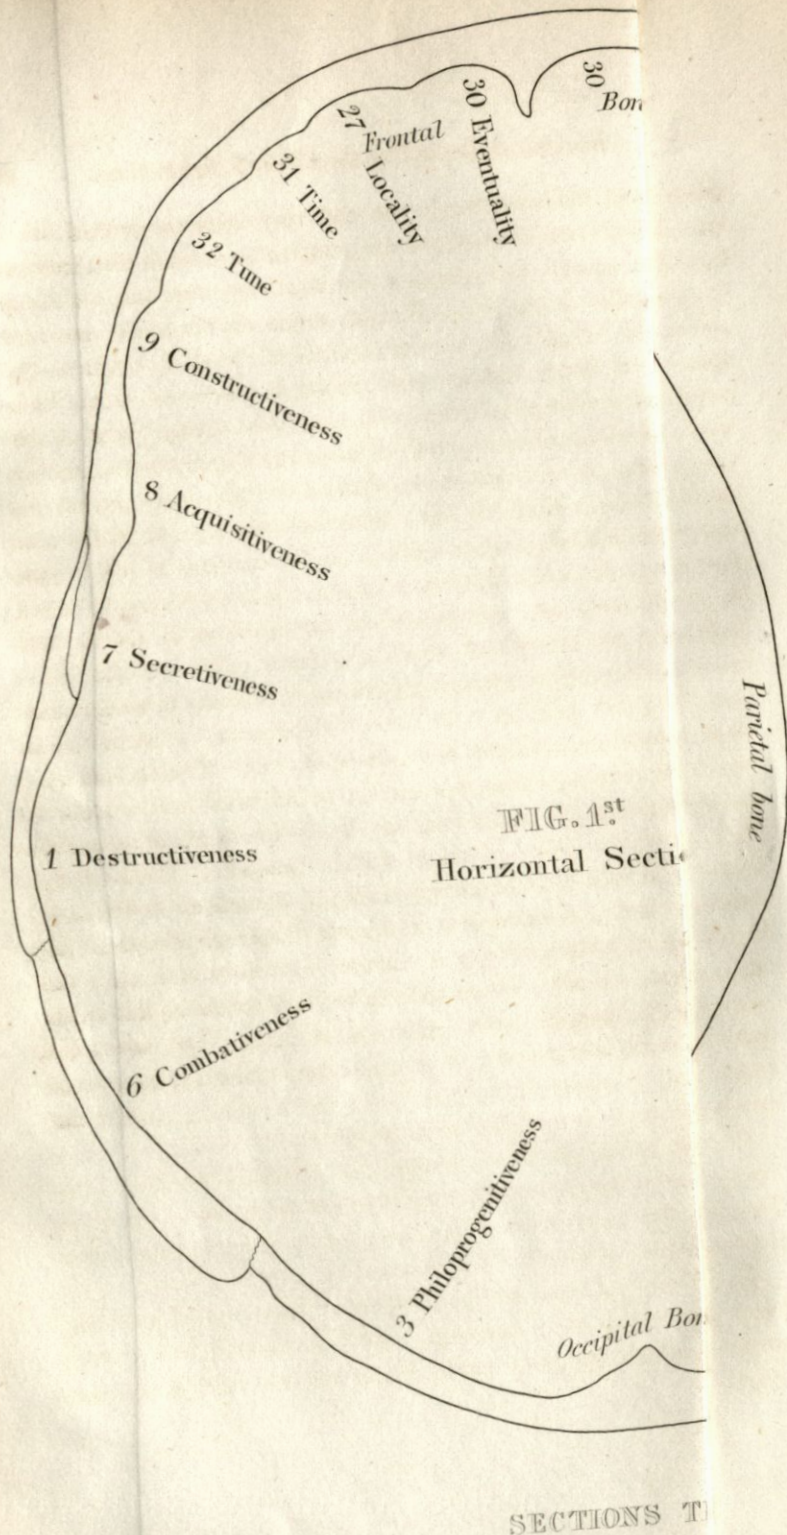 30
Bon
30 Eventuality
Frontal
27 Locality
31 Time
32 Tune
9 Constructiveness
8 Acquisitiveness
7 Secretiveness
Parietal bone
FIG. 1st.
Horizontal Secti
1 Destructiveness
6 Combativeness
3 Philoprogenitiveness
Occipital Bon
SECTIONS T